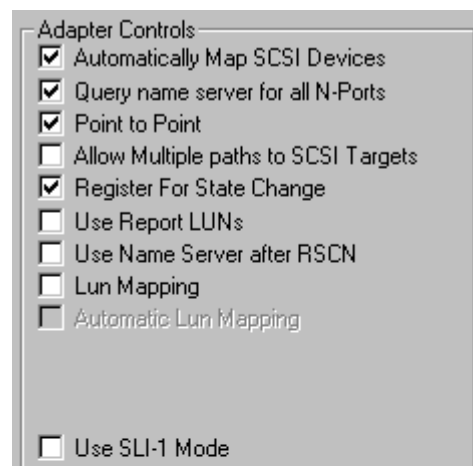 Adapter Controls
Automatically Map SCSI Devices
Query name server for all N-Ports
Point to Point
Allow Multiple paths to SCSI Targets
Register For State Change
Use Report LUNs
Use Name Server after RSCN
Lun Mapping
Automatic Lun Mapping
Use SLI-1 Mode